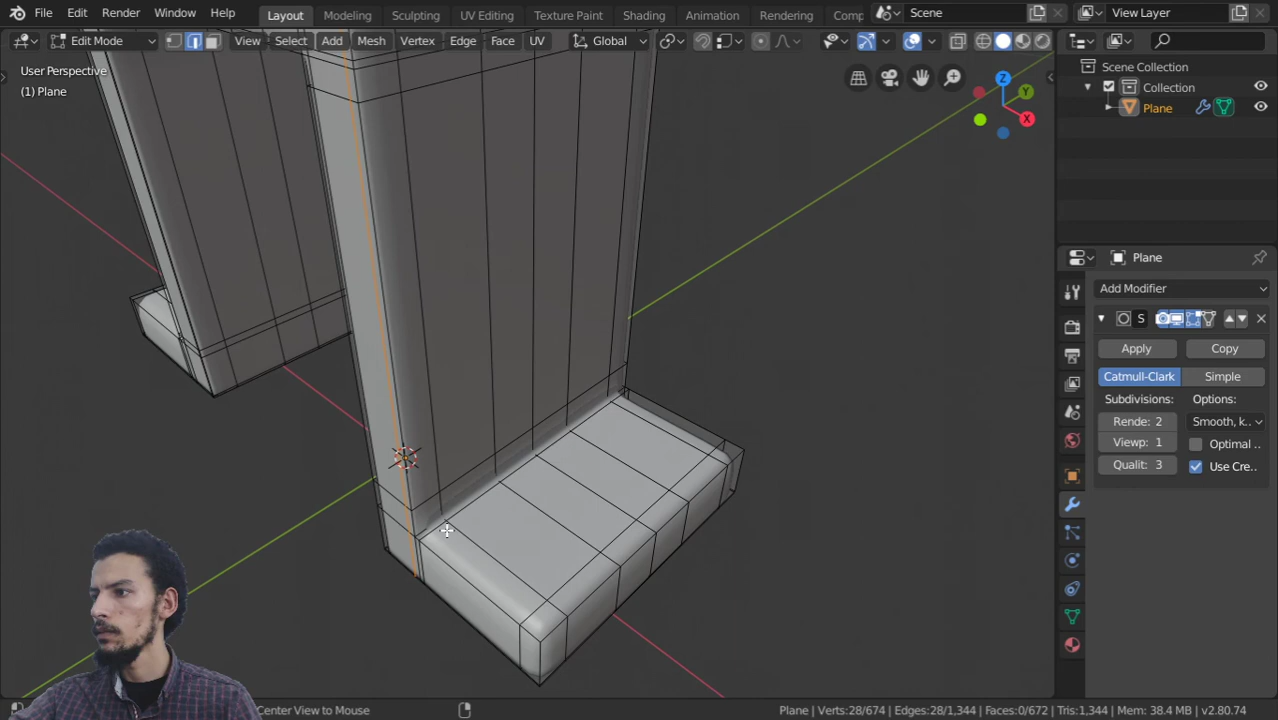 File Edit Render Window Help Layout Modeling Sculpting UV Editing Texture Paint Shading Animation Rendering Comp Scene View Layer
Edit Mode View Select Add Mesh Vertex Edge Face UV Global
User Perspective
(1) Plane
Z
Y
X
Scene Collection
Collection
Plane
Plane
Add Modifier
S
Apply Copy
Catmull-Clark Simple
Subdivisions: Options:
Rende: 2 Smooth, k..
Viewp: 1 Optimal ..
Qualit: 3 Use Cre..
Center View to Mouse
Plane | Verts:28/674 | Edges:28/1,344 | Faces:0/672 | Tris:1,344 | Mem: 38.4 MB | v2.80.74